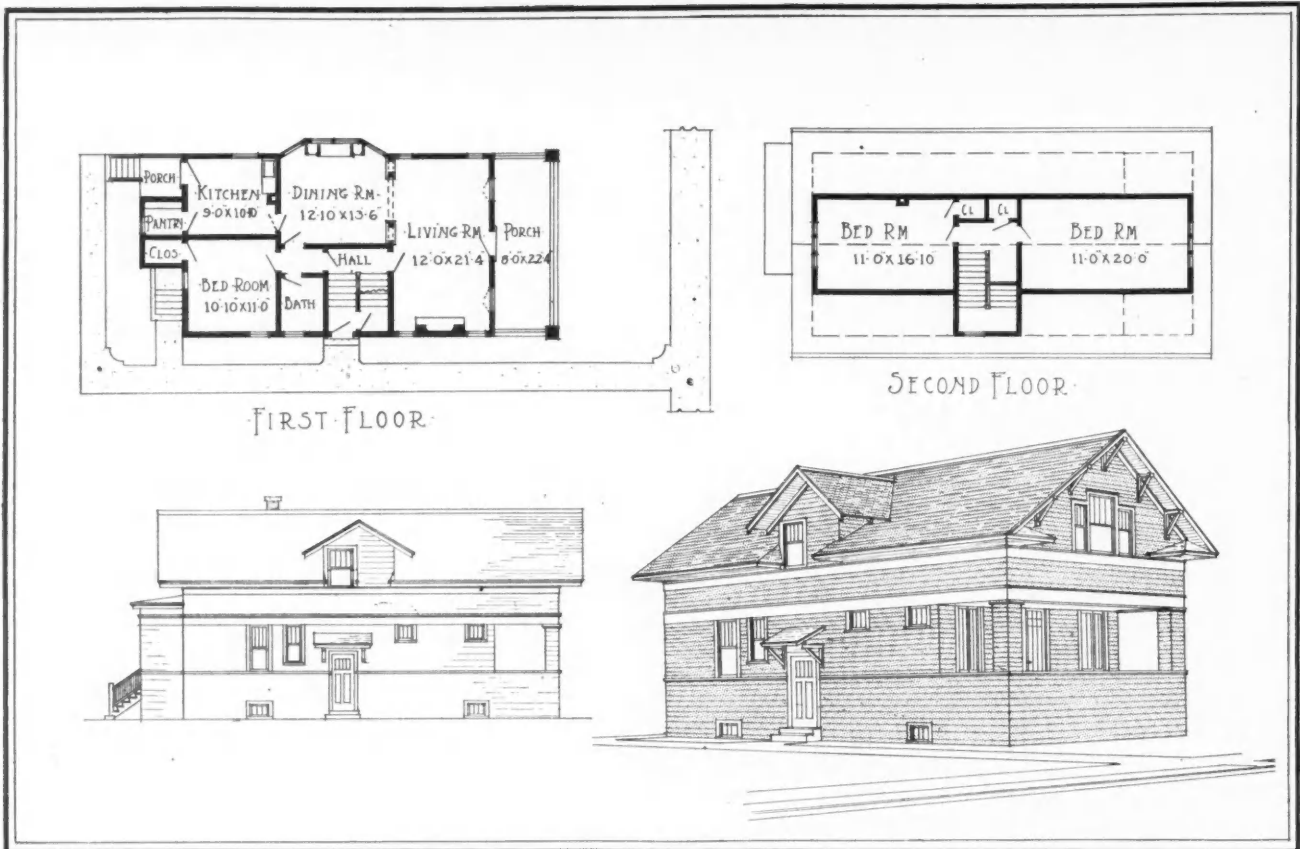 PORCH
KITCHEN
9-0X10-0
PANTRY
CLOS
BED ROOM
10-10X11-0
BATH
DINING RM
12-10X13-6
HALL
LIVING RM
12-0X21-4
PORCH
8-0X22-4
FIRST FLOOR
BED RM
11-0X16-10
CL
CL
BED RM
11-0X20-0
SECOND FLOOR